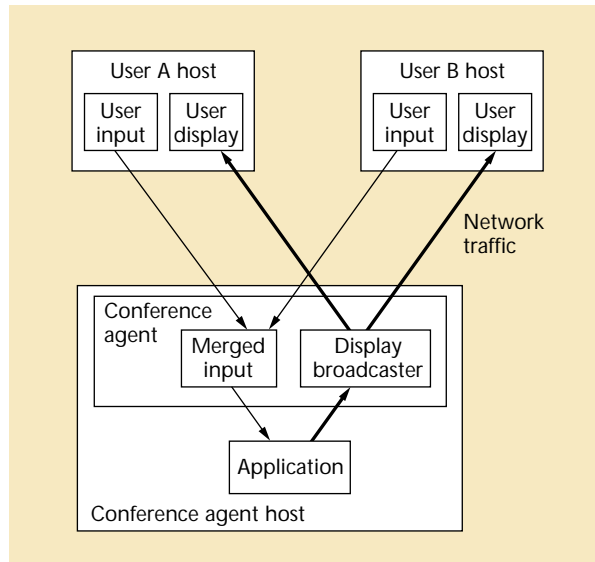 User A host
User
input
User
display
User B host
User
input
User
display
Network
traffic
Conference
agent
Merged
input
Display
broadcaster
Application
Conference agent host